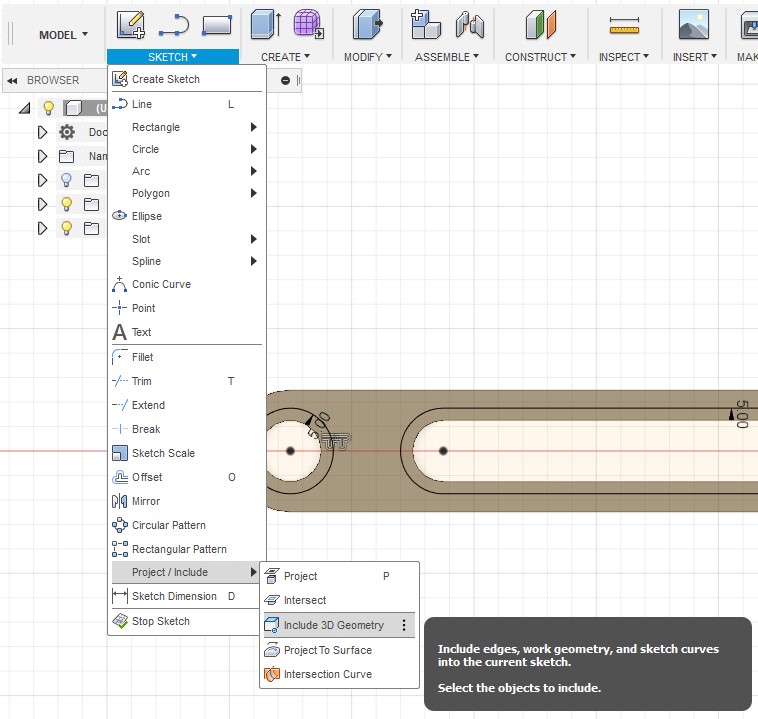 MODEL
SKETCH
CREATE
MODIFY
ASSEMBLE
CONSTRUCT
INSPECT
INSERT
MAK
BROWSER
(U
Doc
Nam
Create Sketch
Line L
Rectangle
Circle
Arc
Polygon
Ellipse
Slot
Spline
Conic Curve
Point
A Text
Fillet
Trim T
Extend
Break
Sketch Scale
Offset O
Mirror
Circular Pattern
Rectangular Pattern
Project / Include
Sketch Dimension D
Stop Sketch
Project P
Intersect
Include 3D Geometry
Project To Surface
Intersection Curve
5.00
5.00
Include edges, work geometry, and sketch curves
into the current sketch.
Select the objects to include.